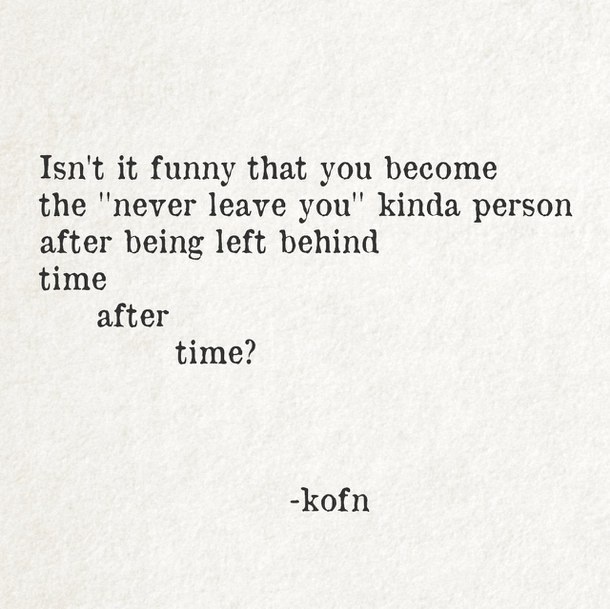 Isn't it funny that you become
the "never leave you" kinda person
after being left behind
time
after
time?
-kofn